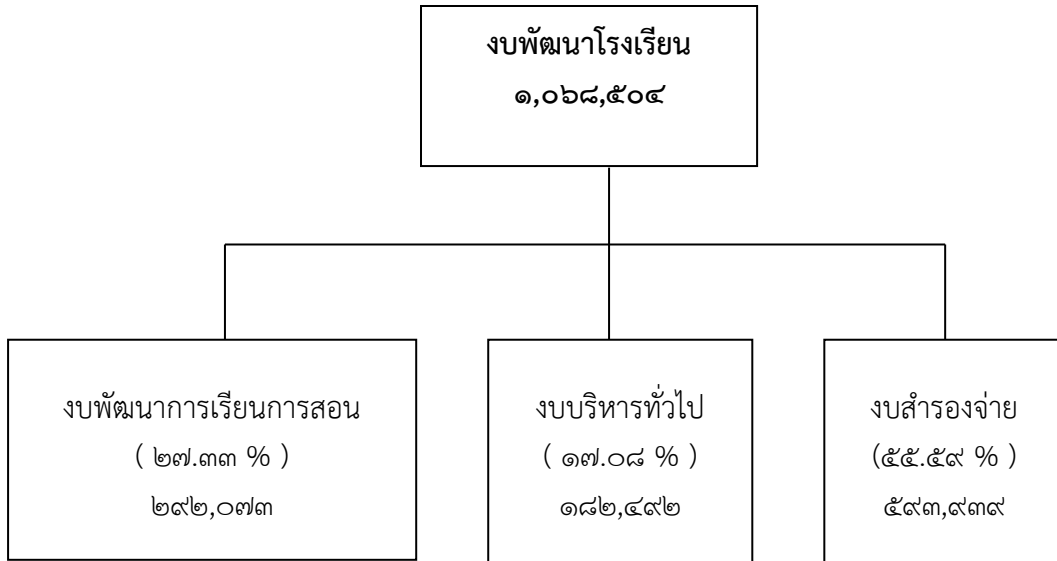 งบพัฒนาโรงเรียน
๑,๐๖๘,๕๐๔
งบพัฒนาการเรียนการสอน
( ๒๗.๓๓ % )
๒๙๒,๐๗๓
งบบริหารทั่วไป
( ๑๗.๐๘ % )
๑๘๒,๔๙๒
งบสำรองจ่าย
(๕๕.๕๙ % )
๕๙๓,๙๓๙